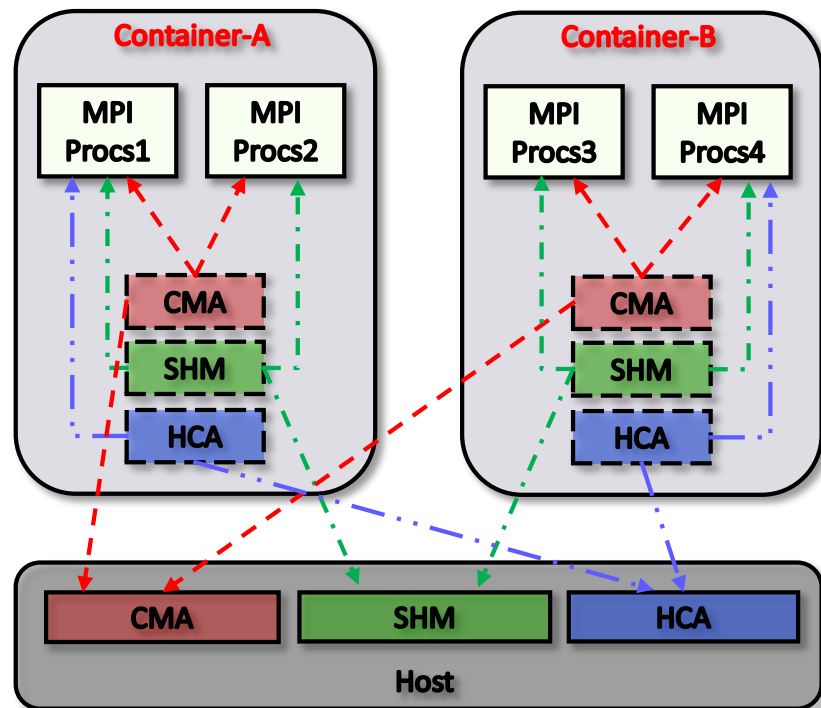 Container-A
MPI
Procs1
MPI
Procs2
CMA
SHM
HCA
Container-B
MPI
Procs3
MPI
Procs4
CMA
SHM
HCA
CMA
SHM
HCA
Host